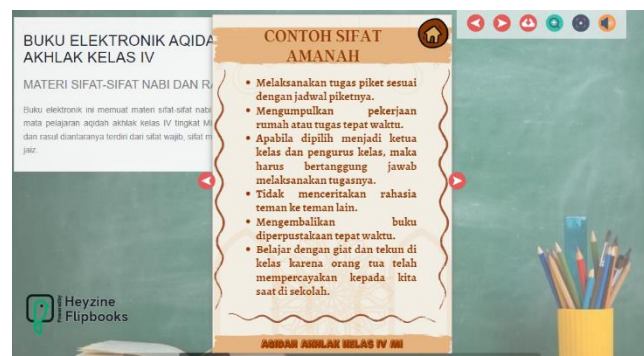 BUKU ELEKTRONIK AQIDA
AKHLAK KELAS IV
MATERI SIFAT-SIFAT NABI DAN RA
Buku elektronik ini memuat materi sifat-sifat nabi
mata pelajaran aqidah akhlak kelas IV tingkat MI
dan rasul diantaranya terdiri dari sifat wajib, sifat m
jaiz.
CONTOH SIFAT
AMANAH
• Melaksanakan tugas piket sesuai
dengan jadwal piketnya.
• Mengumpulkan pekerjaan
rumah atau tugas tepat waktu.
• Apabila dipilih menjadi ketua
kelas dan pengurus kelas, maka
harus bertanggung jawab
melaksanakan tugasnya.
• Tidak menceritakan rahasia
teman ke teman lain.
• Mengembalikan buku
diperpustakaan tepat waktu.
• Belajar dengan giat dan tekun di
kelas karena orang tua telah
mempercayakan kepada kita
saat di sekolah.
AQIDAH AKHLAK KELAS IV MI
Powered by
Heyzine
Flipbooks